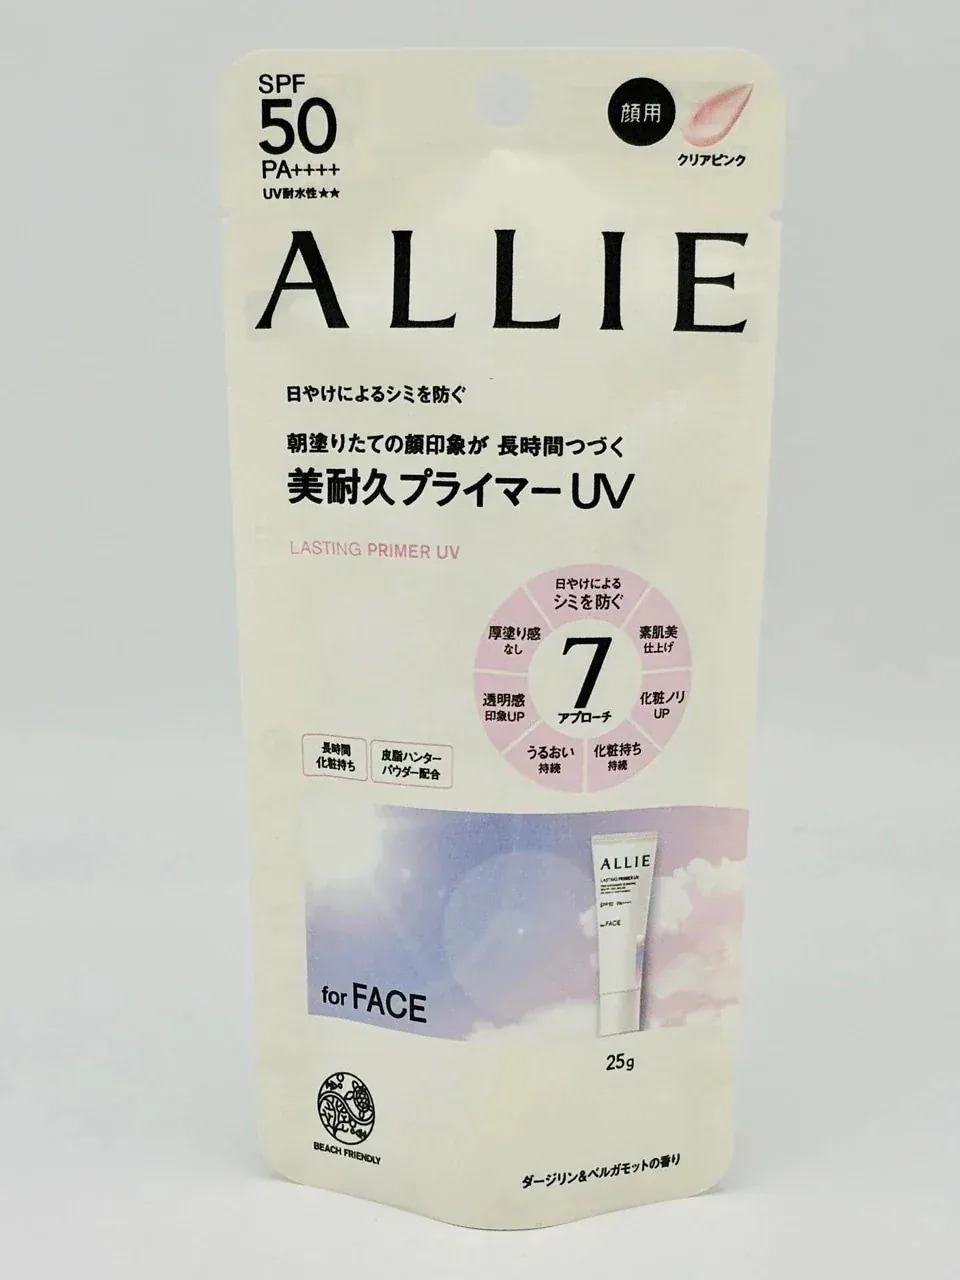 SPF
50
PA++++
UV耐水性★★
顔用
クリアピンク
ALLIE
日やけによるシミを防ぐ
朝塗りたての顔印象が 長時間つづく
美耐久プライマーUV
LASTING PRIMER UV
日やけによる
シミを防ぐ
素肌美
仕上げ
化粧ノリ
UP
化粧持ち
持続
うるおい
持続
透明感
印象UP
厚塗り感
なし
7
アプローチ
長時間
化粧持ち
皮脂ハンター
パウダー配合
ALLIE
LASTING PRIMER UV
SPF50 PA++++
for FACE
for FACE
25g
BEACH FRIENDLY
ダージリン&ベルガモットの香り